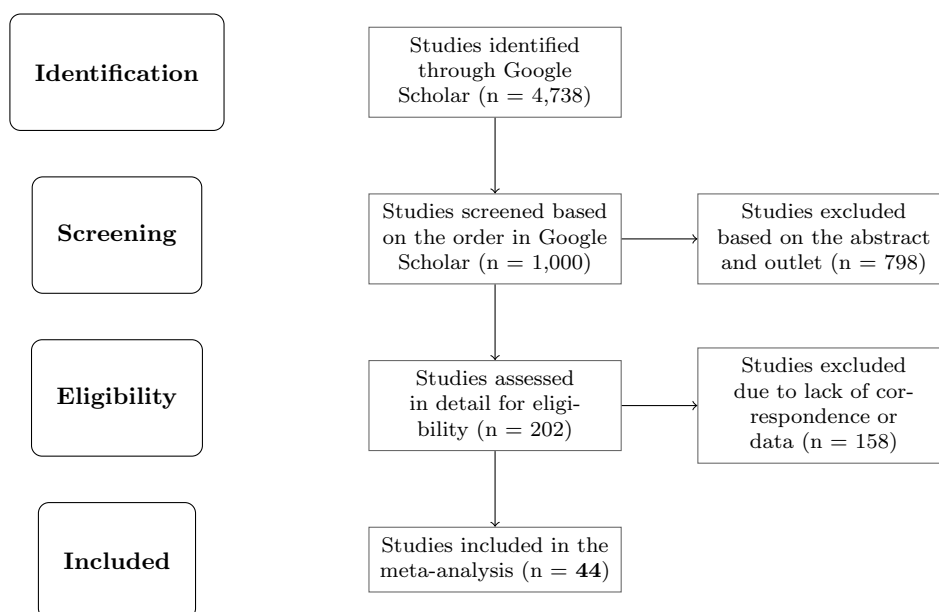 Identification
Studies identified
through Google
Scholar (n = 4,738)
Screening
Studies screened based
on the order in Google
Scholar (n = 1,000)
Studies excluded
based on the abstract
and outlet (n = 798)
Eligibility
Studies assessed
in detail for eligi-
bility (n = 202)
Studies excluded
due to lack of cor-
respondence or
data (n = 158)
Included
Studies included in the
meta-analysis (n = 44)